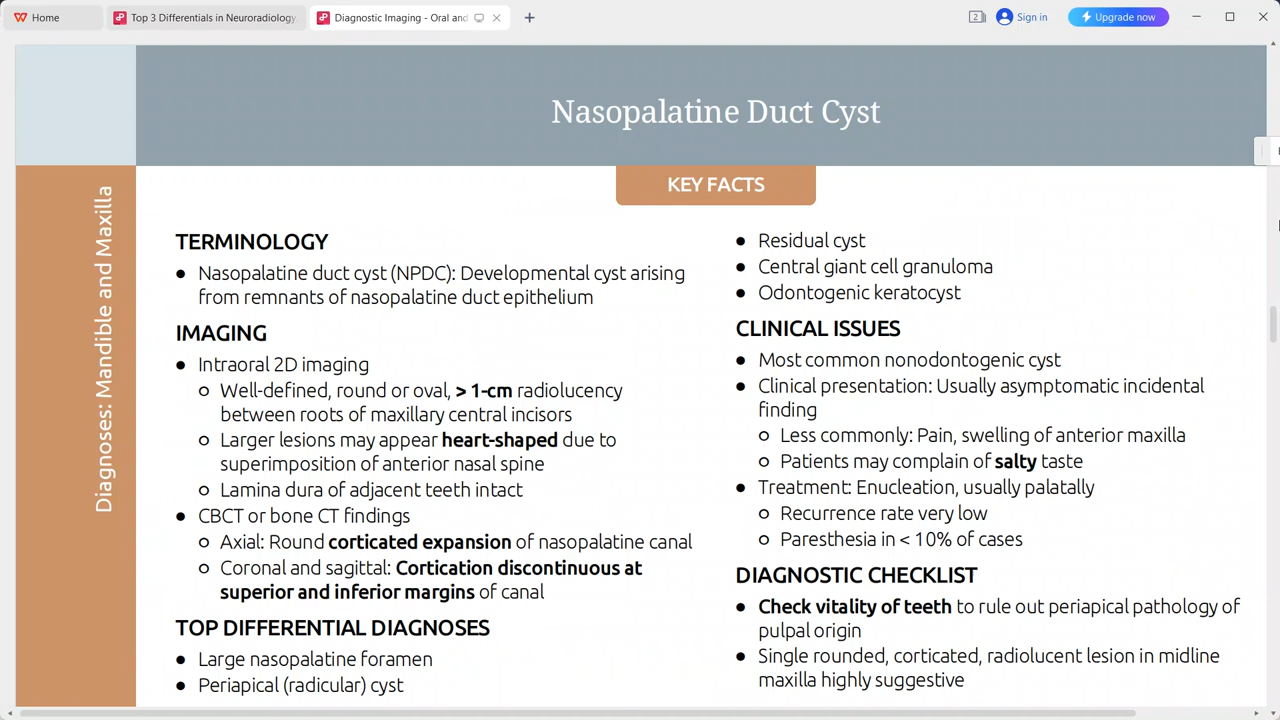 Home
Top 3 Differentials in Neuroradiology.
Diagnostic Imaging - Oral and
2
Sign in
Upgrade now
Nasopalatine Duct Cyst
Diagnoses: Mandible and Maxilla
KEY FACTS
TERMINOLOGY
● Nasopalatine duct cyst (NPDC): Developmental cyst arising
from remnants of nasopalatine duct epithelium
IMAGING
● Intraoral 2D imaging
○ Well-defined, round or oval, > 1-cm radiolucency
between roots of maxillary central incisors
○ Larger lesions may appear heart-shaped due to
superimposition of anterior nasal spine
○ Lamina dura of adjacent teeth intact
● CBCT or bone CT findings
○ Axial: Round corticated expansion of nasopalatine canal
○ Coronal and sagittal: Cortication discontinuous at
superior and inferior margins of canal
TOP DIFFERENTIAL DIAGNOSES
● Large nasopalatine foramen
● Periapical (radicular) cyst
● Residual cyst
● Central giant cell granuloma
● Odontogenic keratocyst
CLINICAL ISSUES
● Most common nonodontogenic cyst
● Clinical presentation: Usually asymptomatic incidental
finding
○ Less commonly: Pain, swelling of anterior maxilla
○ Patients may complain of salty taste
● Treatment: Enucleation, usually palatally
○ Recurrence rate very low
○ Paresthesia in < 10% of cases
DIAGNOSTIC CHECKLIST
● Check vitality of teeth to rule out periapical pathology of
pulpal origin
● Single rounded, corticated, radiolucent lesion in midline
maxilla highly suggestive